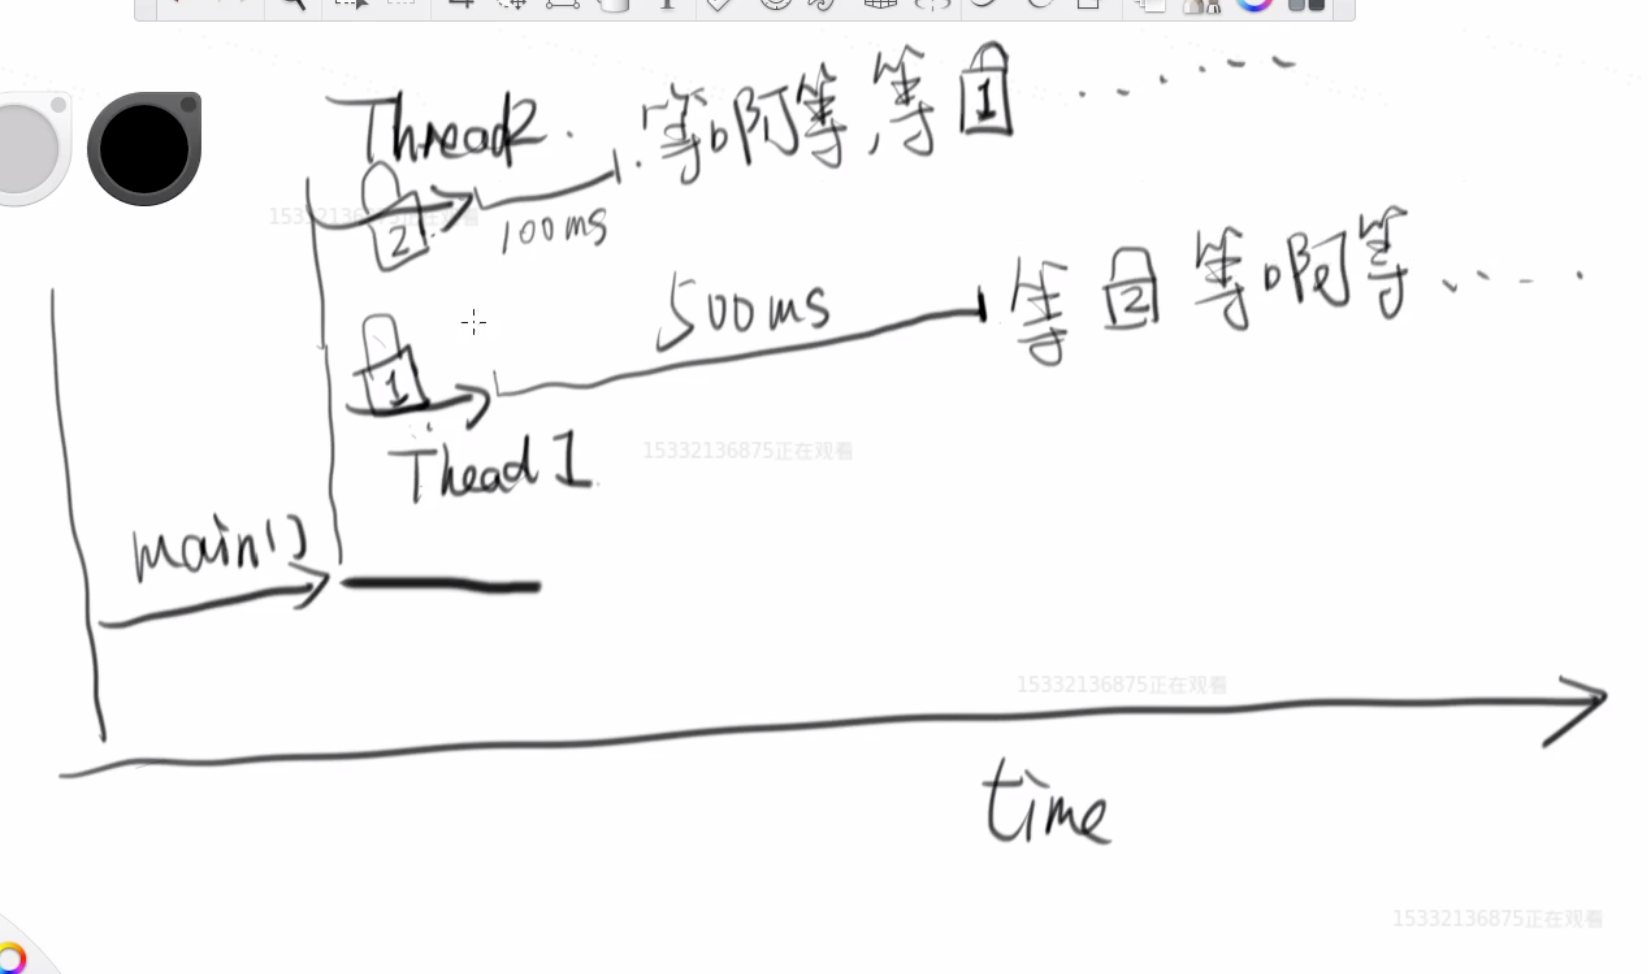 Thread2. 等啊等,等 1 ......
2 100ms
15332136875正在观看
500ms 等 2 等啊等.....
1
15332136875正在观看
Thead 1
main()
15332136875正在观看
time
15332136875正在观看